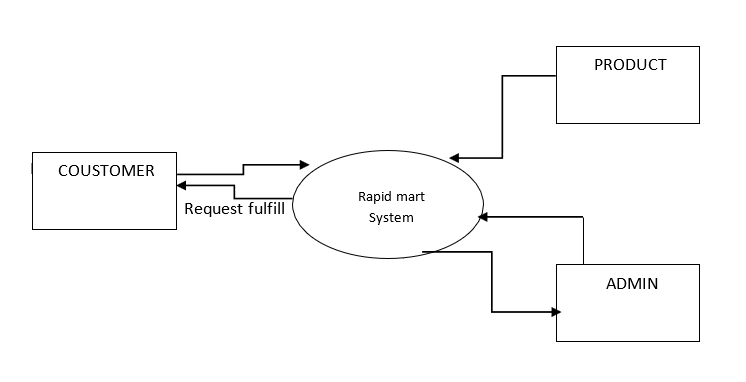 PRODUCT
COUSTOMER
Rapid mart
System
Request fulfill
ADMIN